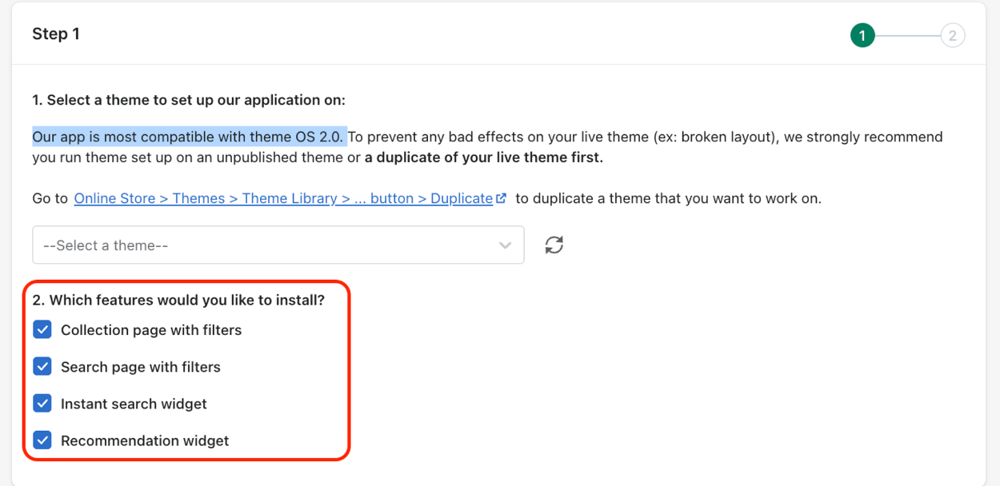 Step 1
1
2
1. Select a theme to set up our application on:
Our app is most compatible with theme OS 2.0. To prevent any bad effects on your live theme (ex: broken layout), we strongly recommend
you run theme set up on an unpublished theme or a duplicate of your live theme first.
Go to Online Store > Themes > Theme Library > ... button > Duplicate to duplicate a theme that you want to work on.
--Select a theme--
2. Which features would you like to install?
Collection page with filters
Search page with filters
Instant search widget
Recommendation widget